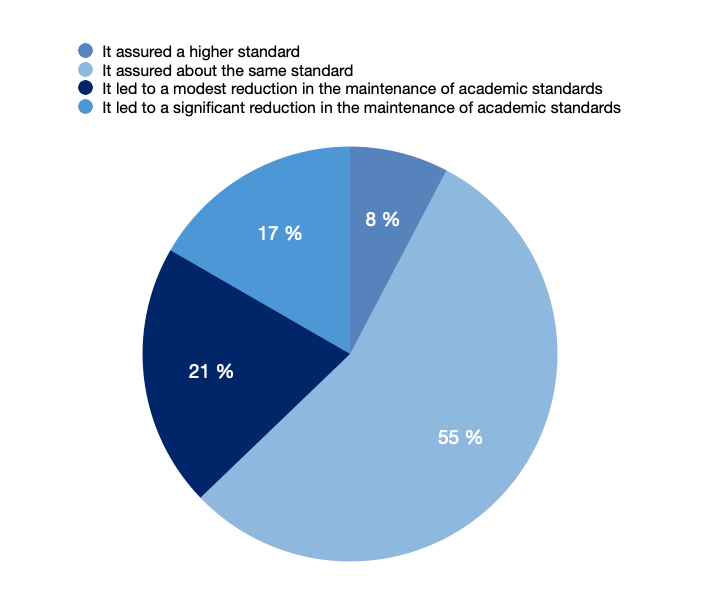 It assured a higher standard
It assured about the same standard
It led to a modest reduction in the maintenance of academic standards
It led to a significant reduction in the maintenance of academic standards
17 %
8 %
21 %
55 %